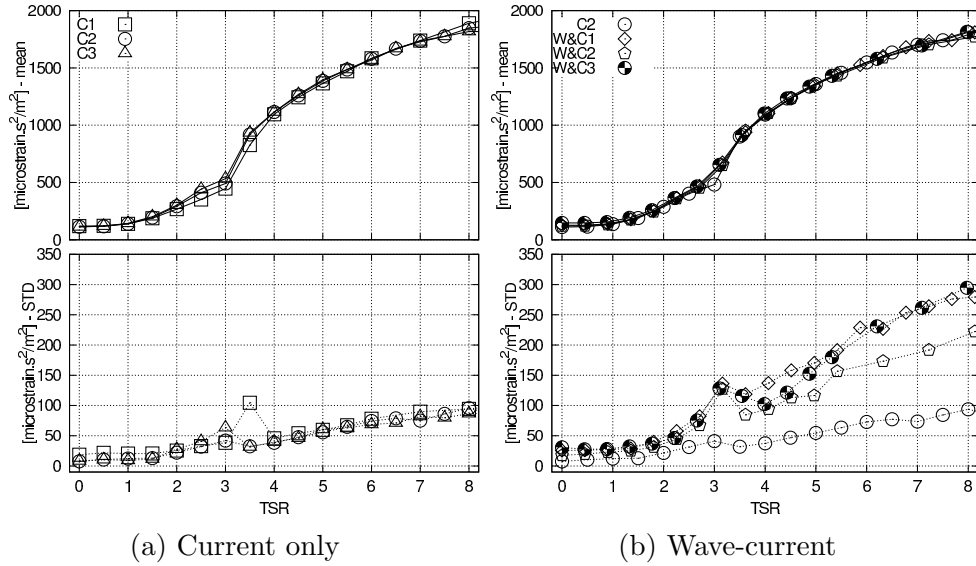 2000
1500
1000
500
0
[microstrain.s²/m²] - mean
C1
C2
C3
350
300
250
200
150
100
50
0
[microstrain.s²/m²] - STD
0 1 2 3 4 5 6 7 8
TSR
(a) Current only
2000
1500
1000
500
0
[microstrain.s²/m²] - mean
C2
W&C1
W&C2
W&C3
350
300
250
200
150
100
50
0
[microstrain.s²/m²] - STD
0 1 2 3 4 5 6 7 8
TSR
(b) Wave-current